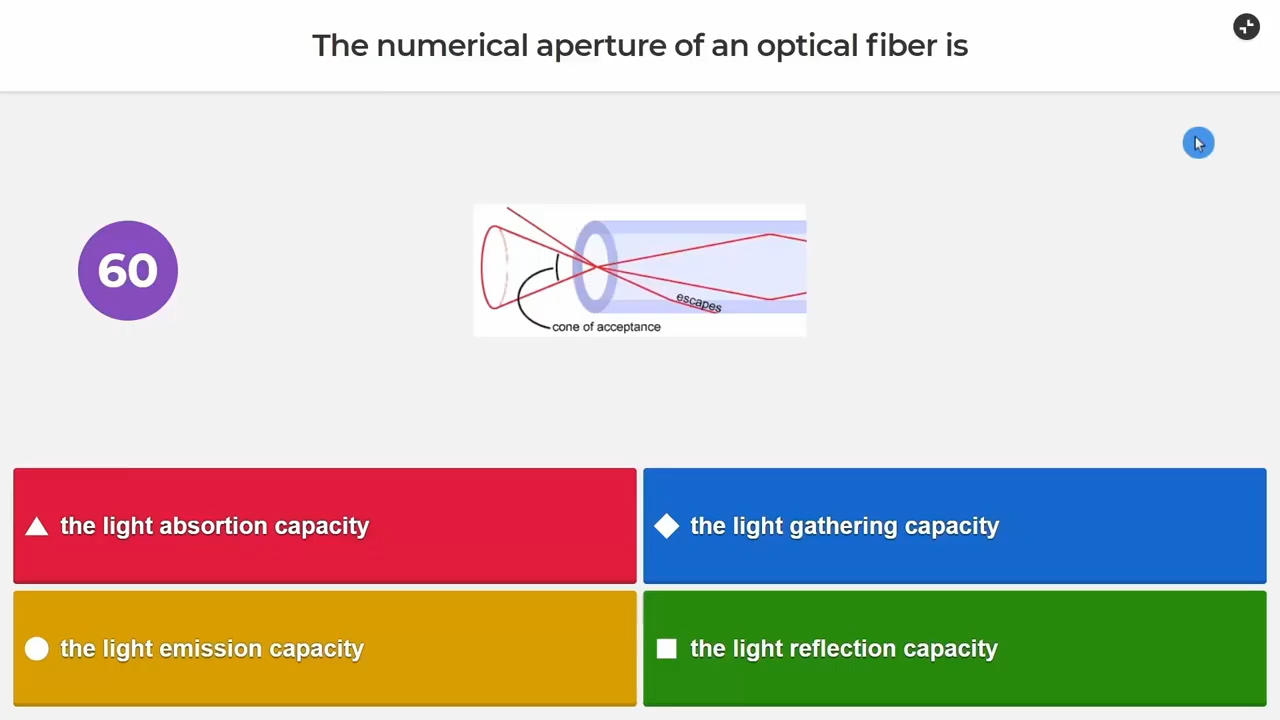 The numerical aperture of an optical fiber is
60
escapes
cone of acceptance
the light absortion capacity
the light gathering capacity
the light emission capacity
the light reflection capacity